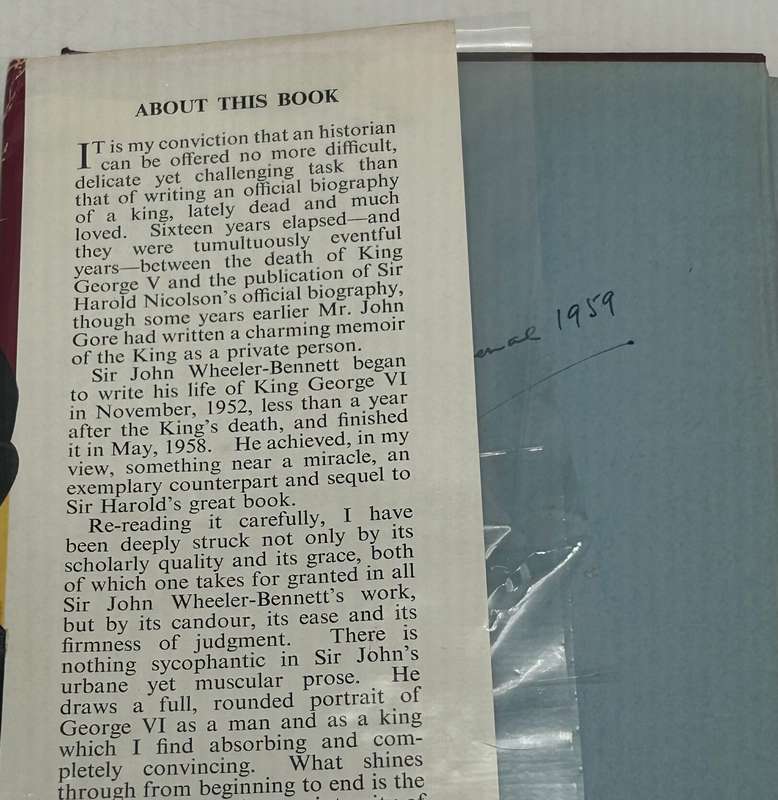 ABOUT THIS BOOK
IT is my conviction that an historian
can be offered no more difficult,
delicate yet challenging task than
that of writing an official biography
of a king, lately dead and much
loved. Sixteen years elapsed—and
they were tumultuously eventful
years—between the death of King
George V and the publication of Sir
Harold Nicolson's official biography,
though some years earlier Mr. John
Gore had written a charming memoir
of the King as a private person.
Sir John Wheeler-Bennett began
to write his life of King George VI
in November, 1952, less than a year
after the King's death, and finished
it in May, 1958. He achieved, in my
view, something near a miracle, an
exemplary counterpart and sequel to
Sir Harold's great book.
Re-reading it carefully, I have
been deeply struck not only by its
scholarly quality and its grace, both
of which one takes for granted in all
Sir John Wheeler-Bennett's work,
but by its candour, its ease and its
firmness of judgment. There is
nothing sycophantic in Sir John's
urbane yet muscular prose. He
draws a full, rounded portrait of
George VI as a man and as a king
which I find absorbing and com-
pletely convincing. What shines
through from beginning to end is the
1959